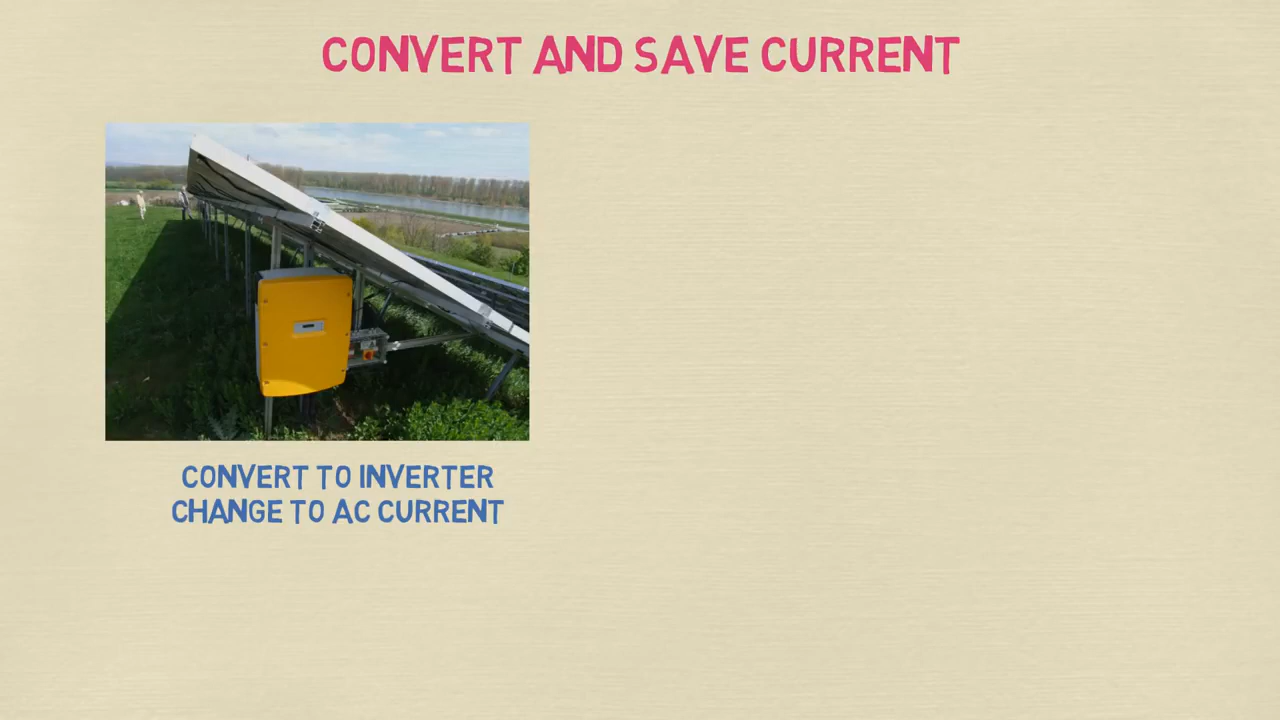 CONVERT AND SAVE CURRENT
CONVERT TO INVERTER
CHANGE TO AC CURRENT